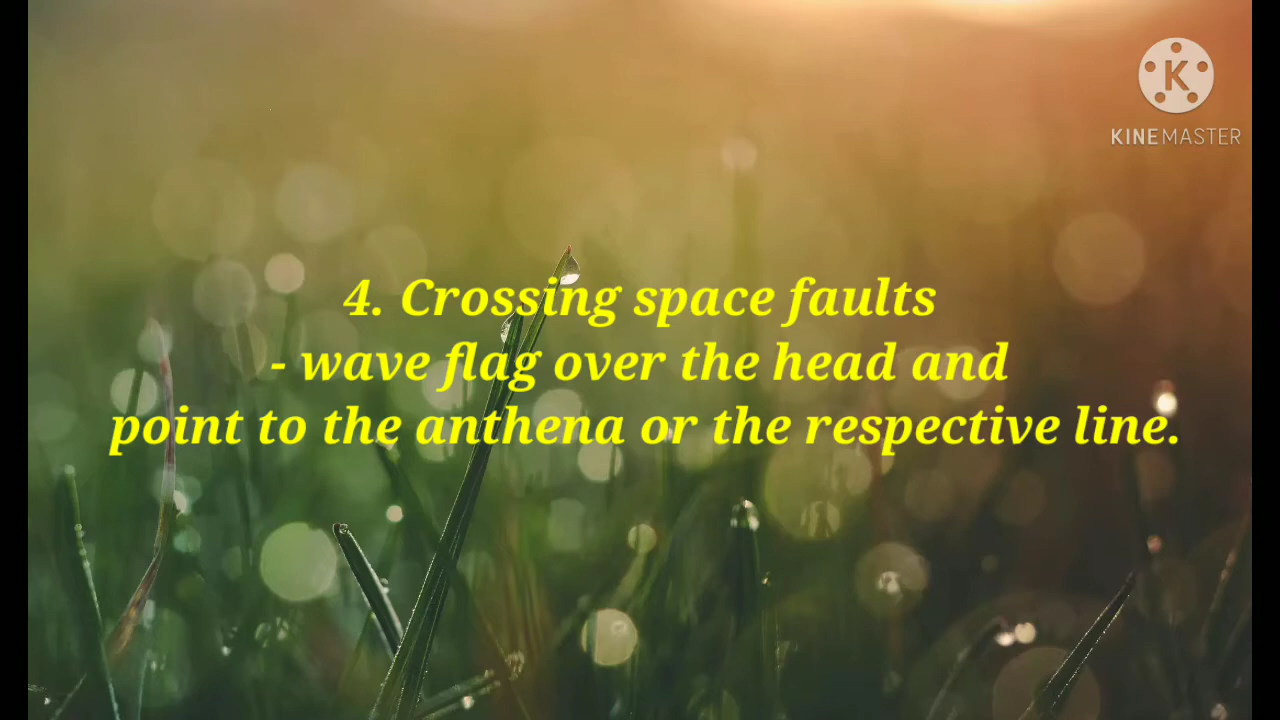 K
KINEMASTER
4. Crossing space faults
- wave flag over the head and
point to the anthena or the respective line.